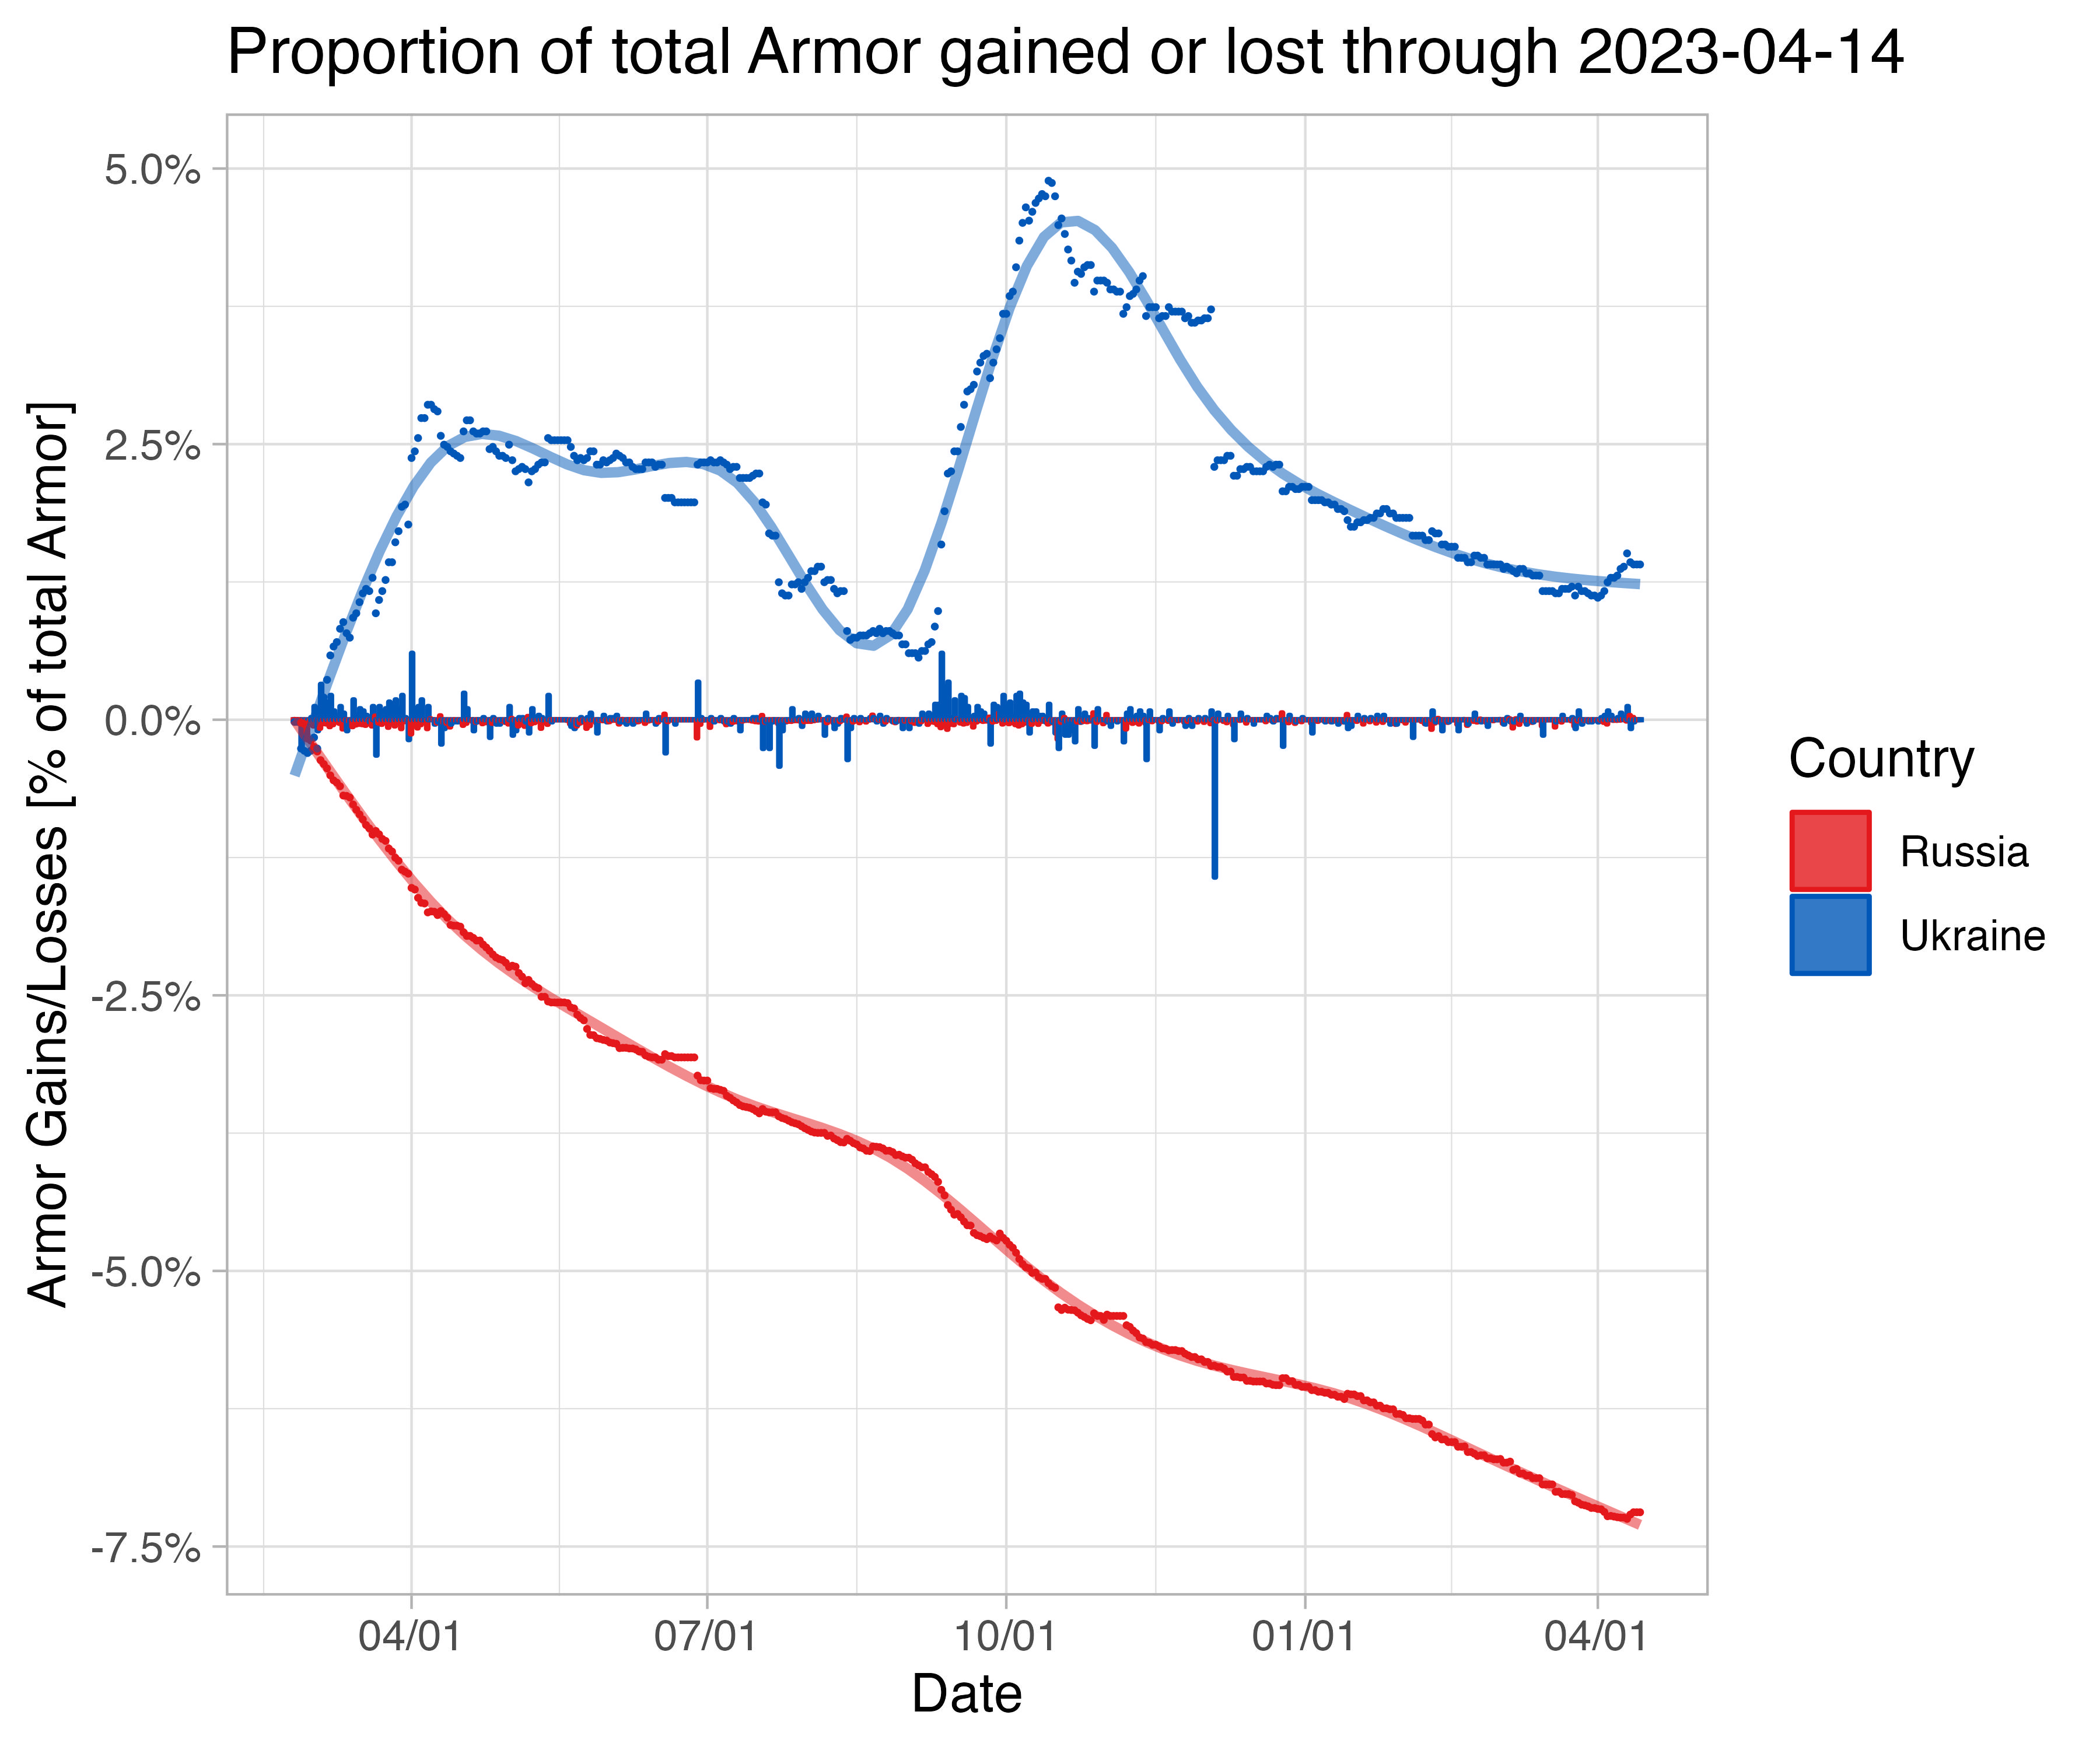 Proportion of total Armor gained or lost through 2023-04-14
Armor Gains/Losses [% of total Armor]
5.0%
2.5%
0.0%
-2.5%
-5.0%
-7.5%
04/01
07/01
10/01
01/01
04/01
Date
Country
Russia
Ukraine